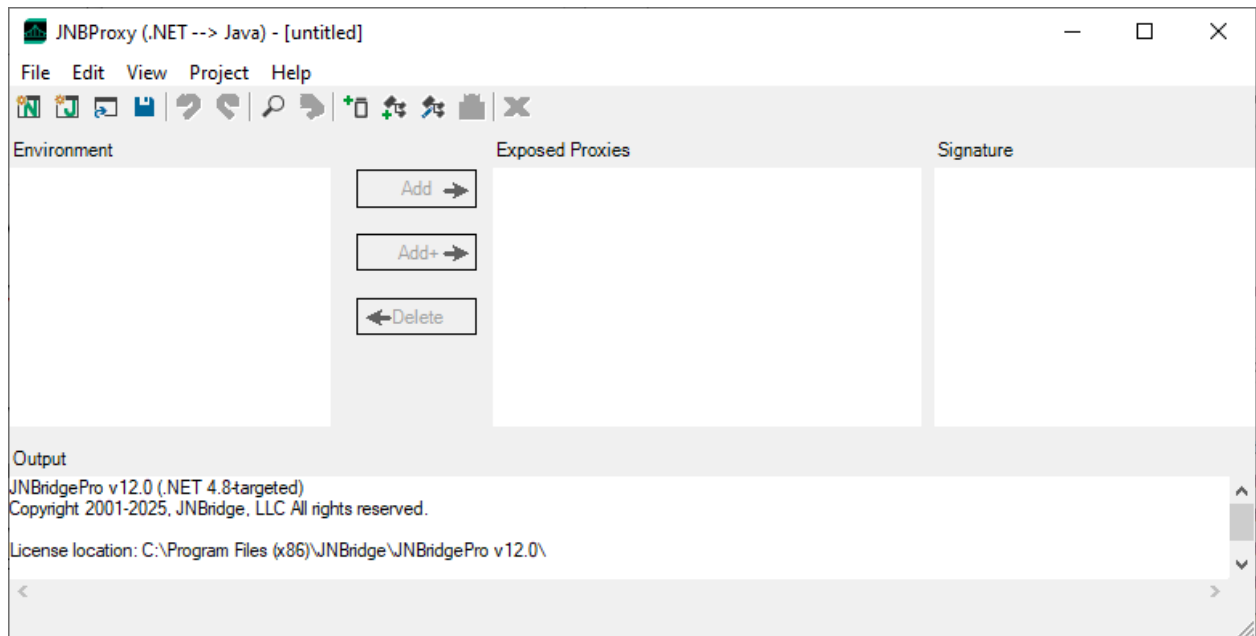 JNBProxy (.NET --> Java) - [untitled]
File Edit View Project Help
Environment
Exposed Proxies
Signature
Add
Add+
Delete
Output
JNBridgePro v12.0 (.NET 4.8-targeted)
Copyright 2001-2025, JNBridge, LLC All rights reserved.
License location: C:\Program Files (x86)\JNBridge\JNBridgePro v12.0\